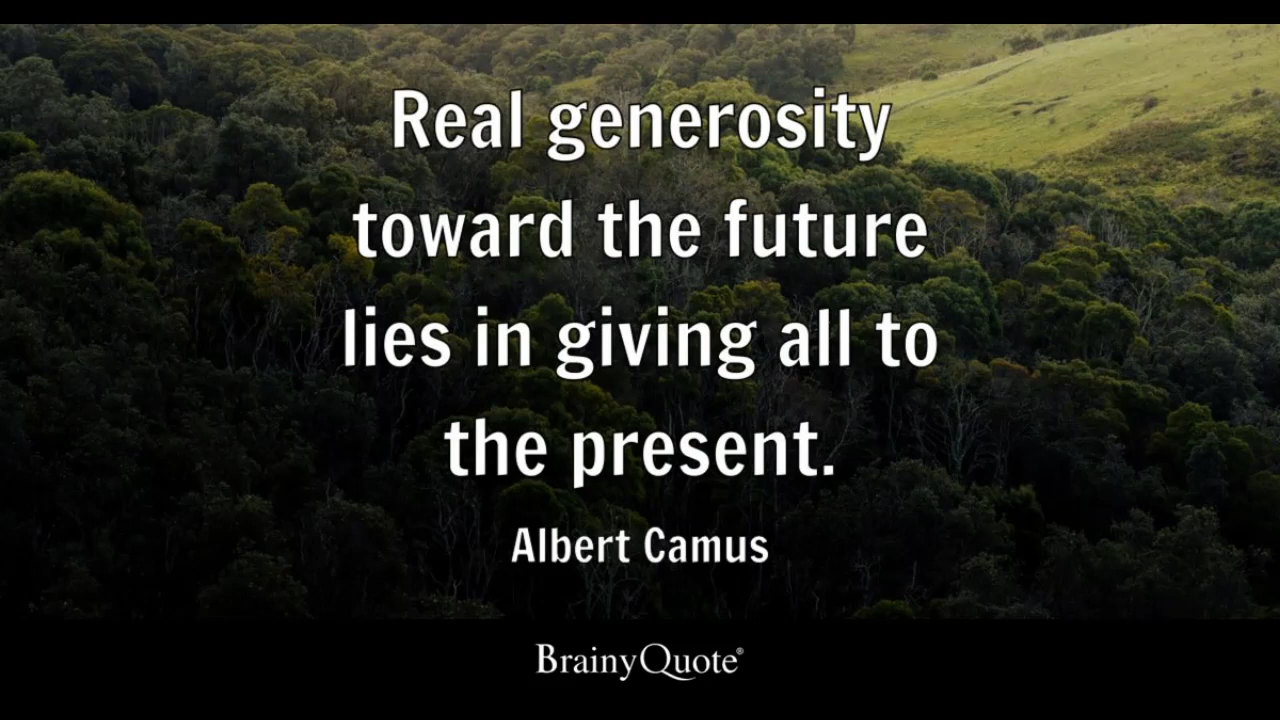 Real generosity
toward the future
lies in giving all to
the present.
Albert Camus
BrainyQuote®